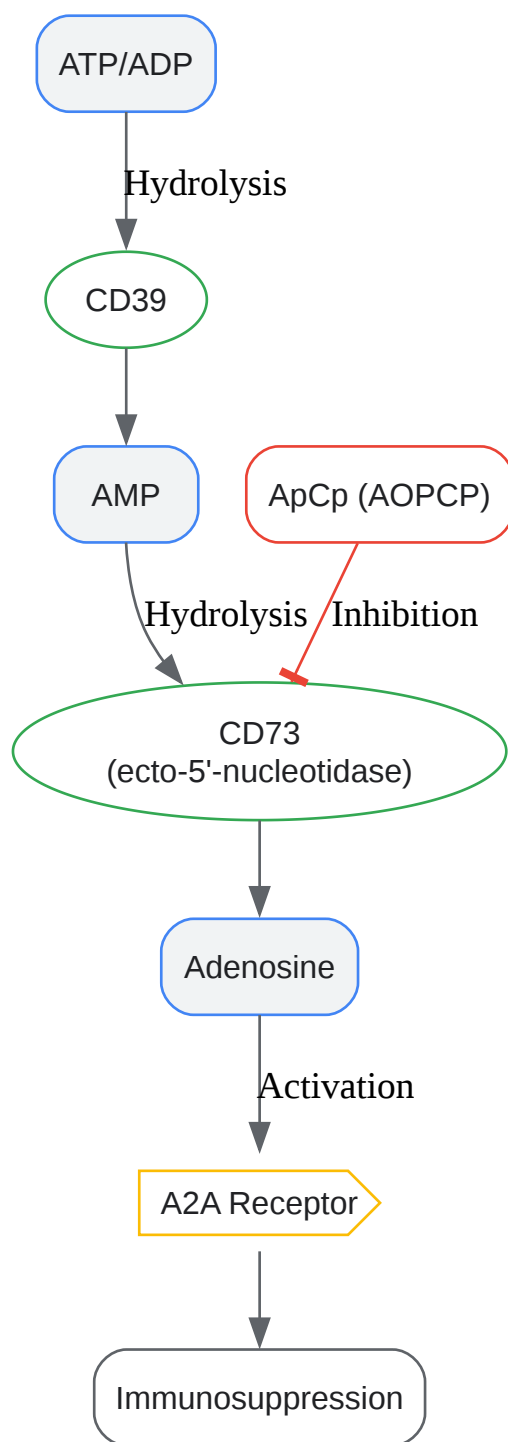 ATP/ADP
Hydrolysis
CD39
AMP
ApCp (AOPCP)
Hydrolysis
Inhibition
CD73
(ecto-5'-nucleotidase)
Adenosine
Activation
A2A Receptor
Immunosuppression